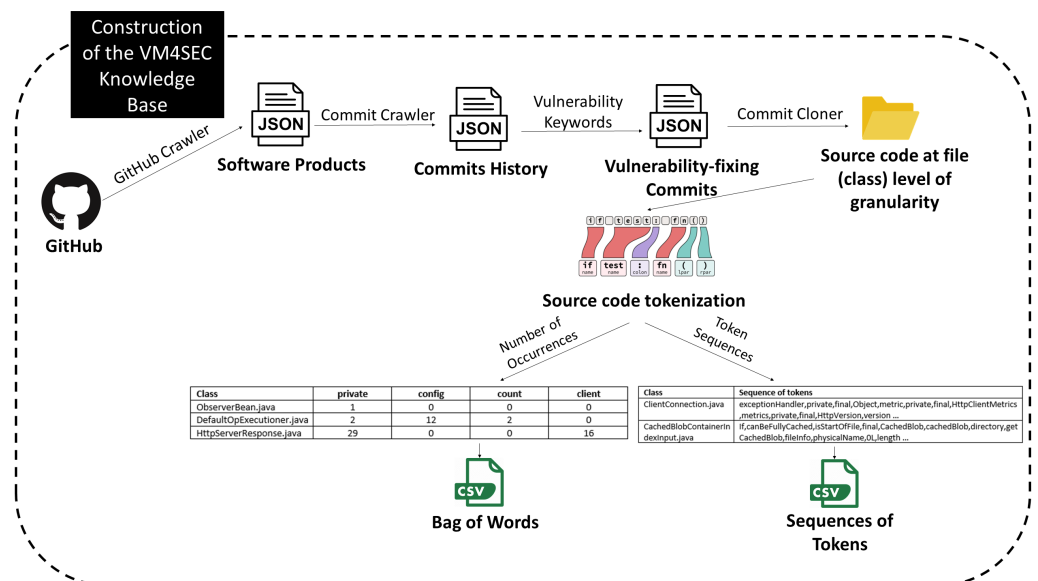 Construction
of the VM4SEC
Knowledge
Base
GitHub Crawler
GitHub
JSON
Software Products
Commit Crawler
JSON
Commits History
Vulnerability
Keywords
JSON
Vulnerability-fixing
Commits
Commit Cloner
Source code at file
(class) level of
granularity
i f t e s t : f n ( )
if test : fn ( )
name name colon name lpar rpar
Source code tokenization
Number of
Occurrences
Token
Sequences
Class private config count client
ObserverBean.java 1 0 0 0
DefaultOpExecutioner.java 2 12 2 0
HttpServerResponse.java 29 0 0 16
Class Sequence of tokens
ClientConnection.java exceptionHandler,private,final,Object,metric,private,final,HttpClientMetrics
,metrics,private,final,HttpVersion,version ...
CachedBlobContainerIn If,canBeFullyCached,isStartOfFile,final,CachedBlob,cachedBlob,directory,get
dexInput.java CachedBlob,fileInfo,physicalName,0L,length ...
CSV
Bag of Words
CSV
Sequences of
Tokens